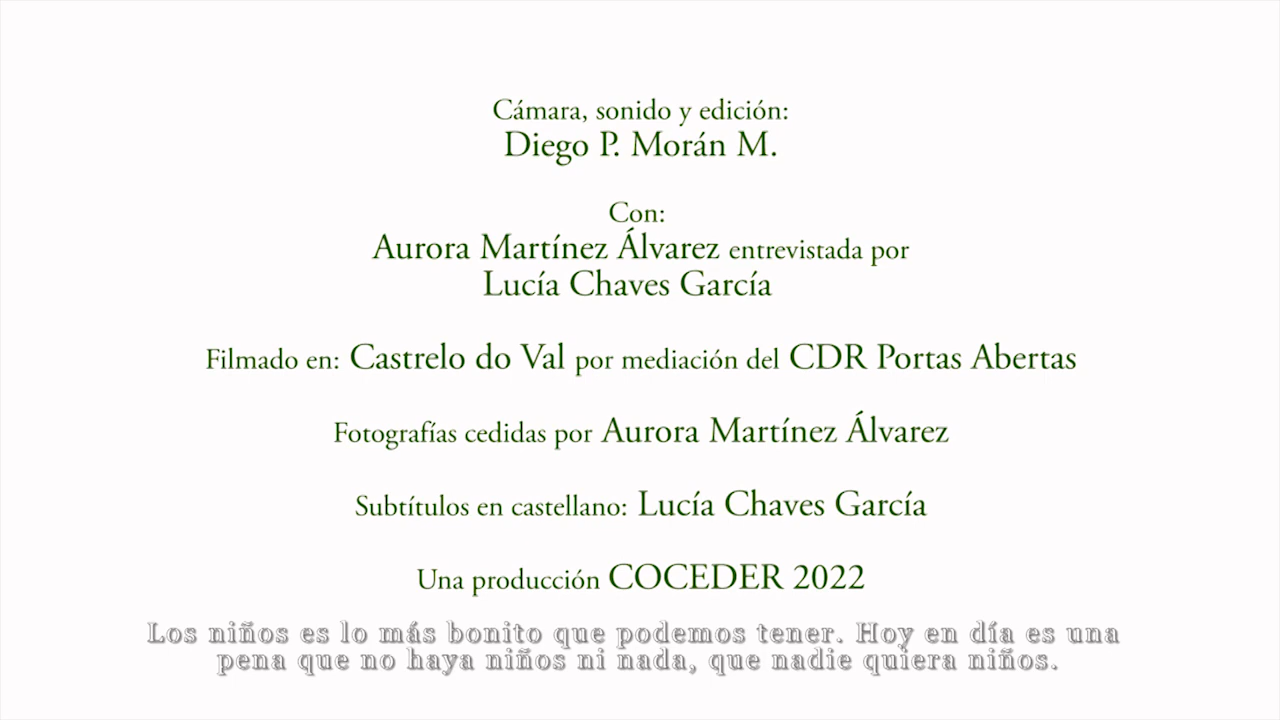 Cámara, sonido y edición:
Diego P. Morán M.
Con:
Aurora Martínez Álvarez entrevistada por
Lucía Chaves García
Filmado en: Castrelo do Val por mediación del CDR Portas Abertas
Fotografías cedidas por Aurora Martínez Álvarez
Subtítulos en castellano: Lucía Chaves García
Una producción COCEDER 2022
Los niños es lo más bonito que podemos tener. Hoy en día es una
pena que no haya niños ni nada, que nadie quiera niños.